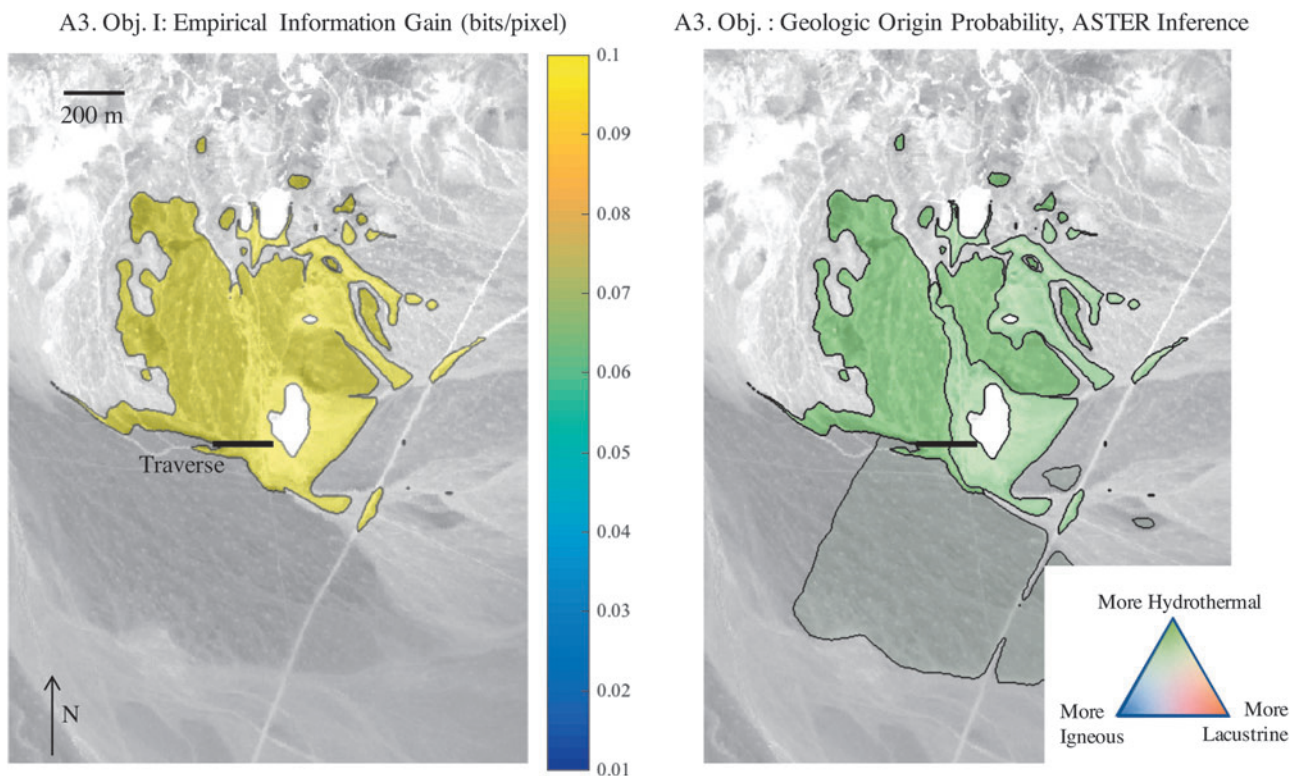 A3. Obj. I: Empirical Information Gain (bits/pixel)
A3. Obj. : Geologic Origin Probability, ASTER Inference
200 m
Traverse
N
0.1
0.09
0.08
0.07
0.06
0.05
0.04
0.03
0.02
0.01
More Hydrothermal
More
Igneous
More
Lacustrine